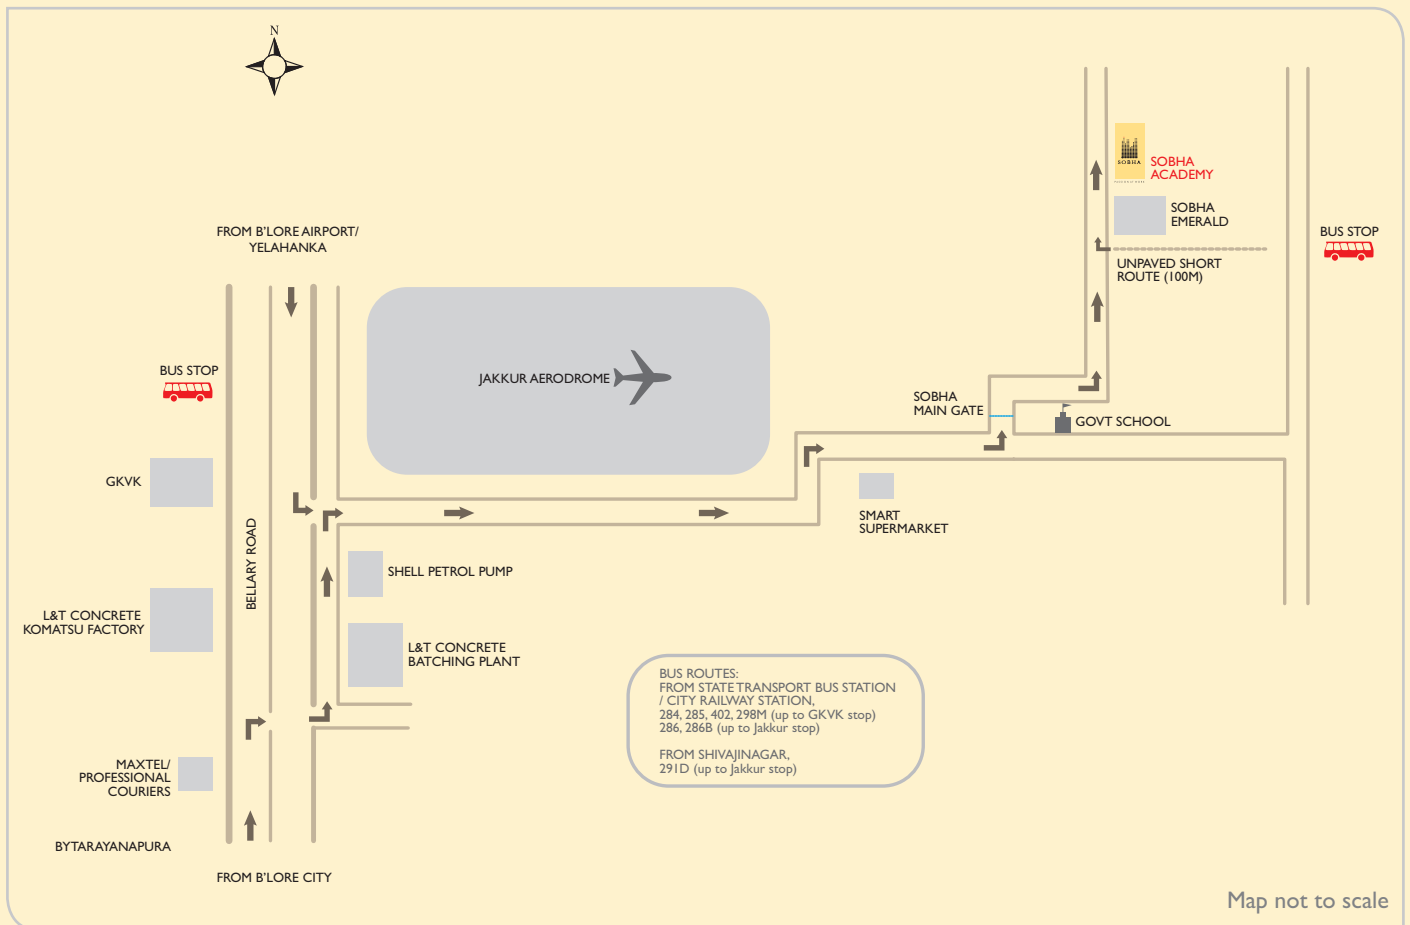 N
SOBHA
SOBHA
ACADEMY
SOBHA
EMERALD
BUS STOP
UNPAVED SHORT
ROUTE (100M)
FROM B'LORE AIRPORT/
YELAHANKA
BUS STOP
JAKKUR AERODROME
SOBHA
MAIN GATE
GOVT SCHOOL
GKVK
SMART
SUPERMARKET
BELLARY ROAD
SHELL PETROL PUMP
L&T CONCRETE
KOMATSU FACTORY
L&T CONCRETE
BATCHING PLANT
BUS ROUTES:
FROM STATE TRANSPORT BUS STATION
/ CITY RAILWAY STATION,
284, 285, 402, 298M (up to GKVK stop)
286, 286B (up to Jakkur stop)
FROM SHIVAJINAGAR,
291D (up to Jakkur stop)
MAXTEL/
PROFESSIONAL
COURIERS
BYTARAYANAPURA
FROM B'LORE CITY
Map not to scale